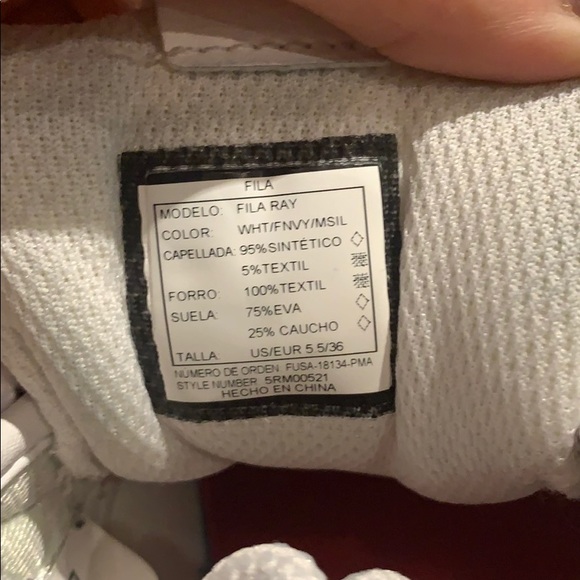 FILA
MODELO: FILA RAY
COLOR: WHT/FNVY/MSIL
CAPELLADA: 95%SINTÉTICO
5%TEXTIL
FORRO: 100%TEXTIL
SUELA: 75%EVA
25% CAUCHO
TALLA US/EUR 5.5/36
NUMERO DE ORDEN FUSA-18134-PMA
STYLE NUMBER 5RM00521
HECHO EN CHINA